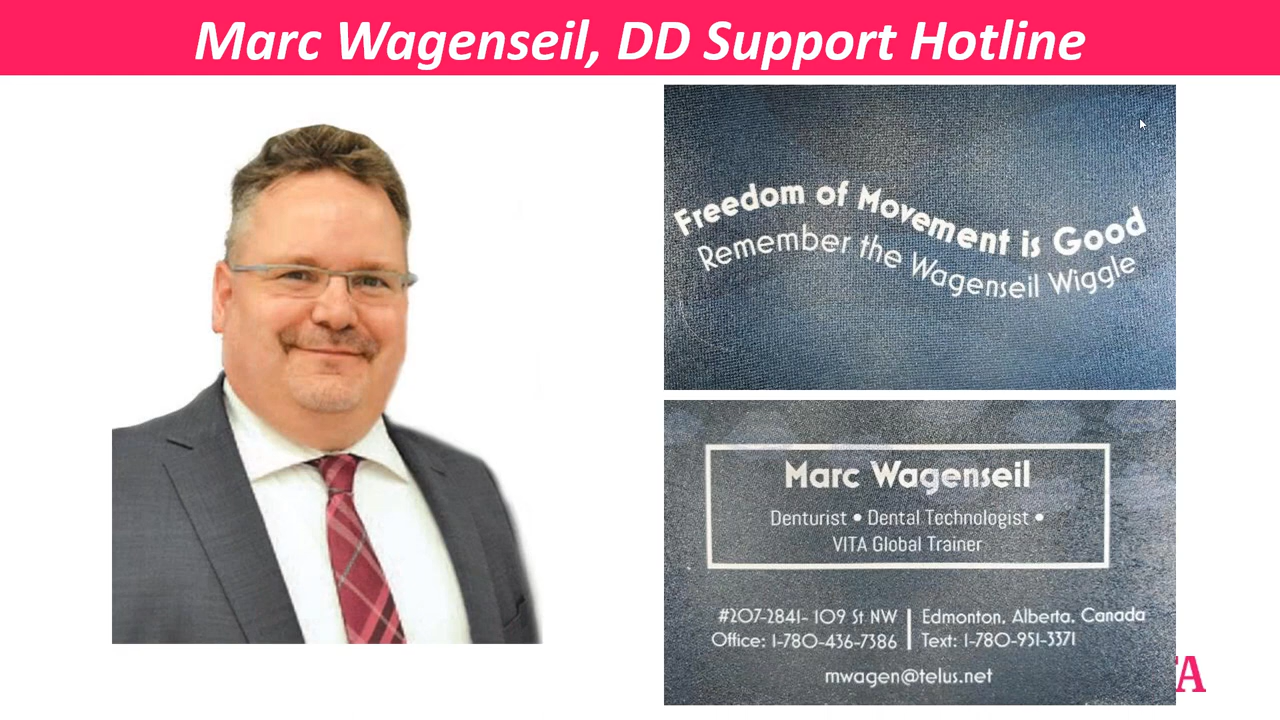 Marc Wagenseil, DD Support Hotline
Freedom of Movement is Good
Remember the Wagenseil Wiggle
Marc Wagenseil
Denturist • Dental Technologist •
VITA Global Trainer
#207-2841- 109 St NW | Edmonton, Alberta, Canada
Office: 1-780-436-7386 | Text: 1-780-951-3371
mwagen@telus.net